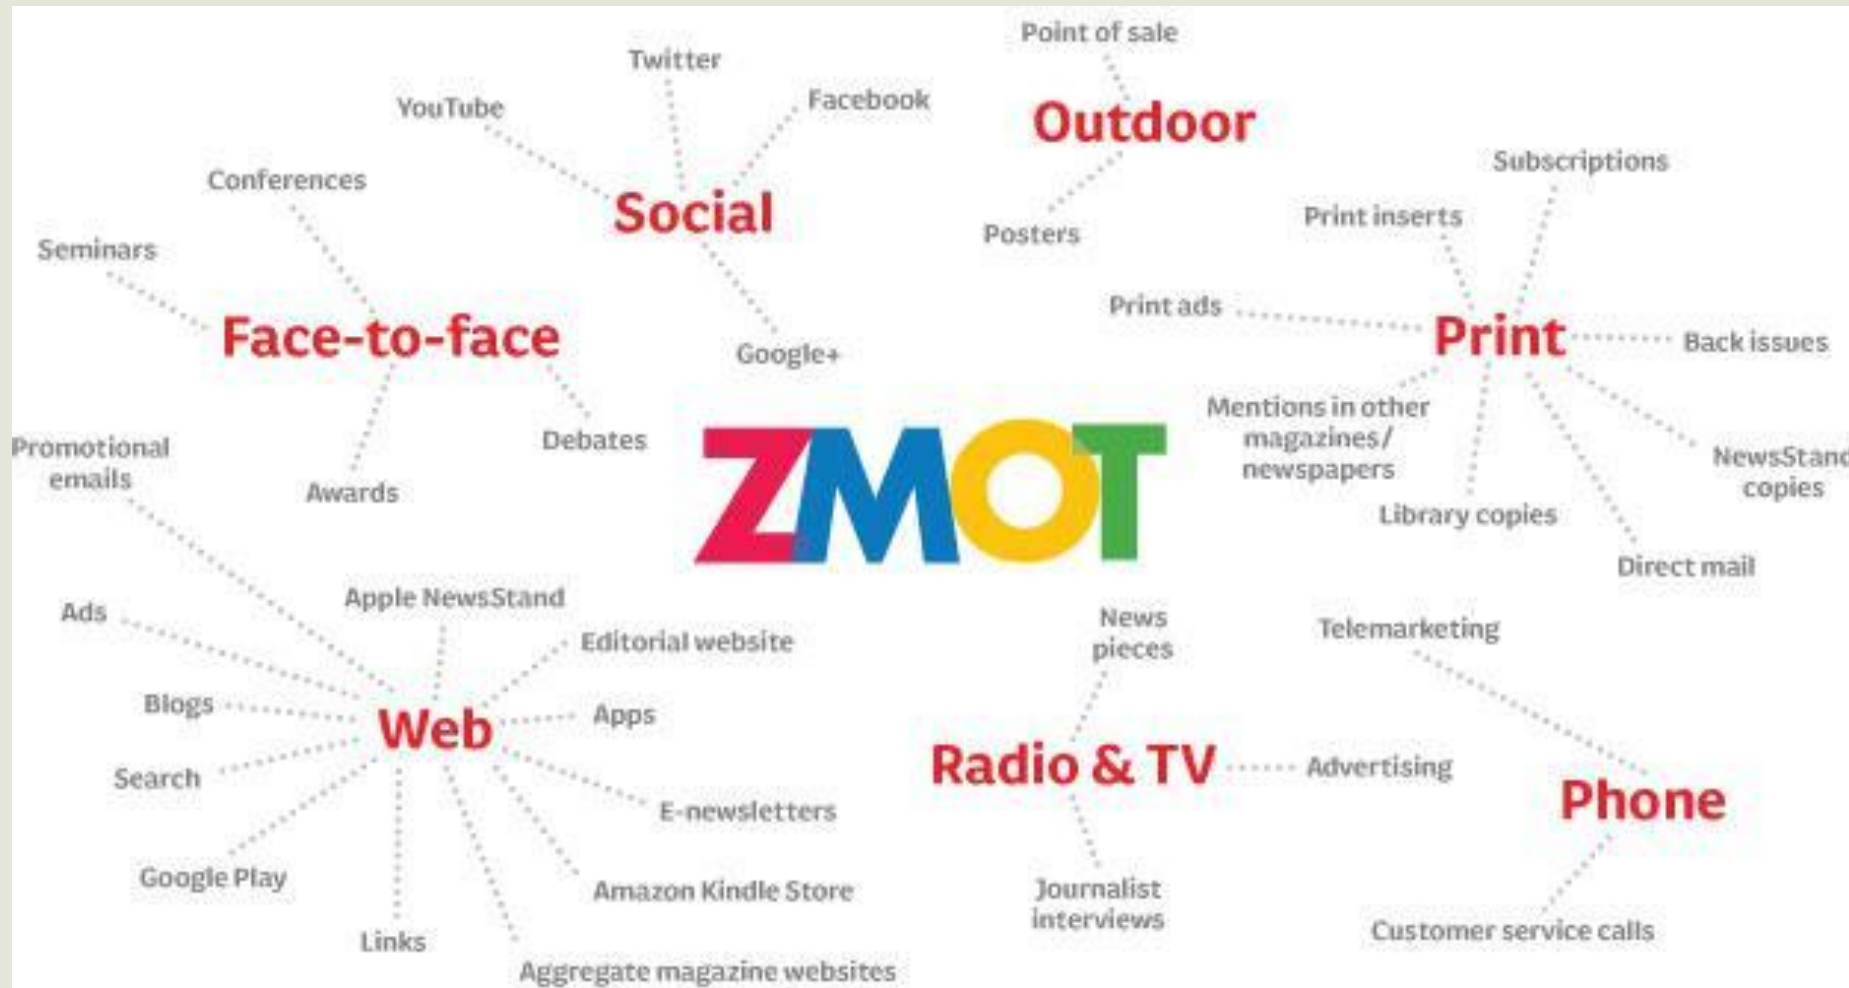 Point of sale
Twitter
Facebook
YouTube
Outdoor
Subscriptions
Conferences
Print inserts
Social
Posters
Seminars
Print ads
Face-to-face
Print
Back issues
Google+
Mentions in other
magazines/
newspapers
Debates
Promotional
emails
ZMOT
NewsStand
copies
Awards
Library copies
Direct mail
Apple NewsStand
Ads
News
pieces
Telemarketing
Editorial website
Blogs
Web
Apps
Radio & TV
Advertising
Search
Phone
E-newsletters
Google Play
Amazon Kindle Store
Journalist
interviews
Links
Customer service calls
Aggregate magazine websites